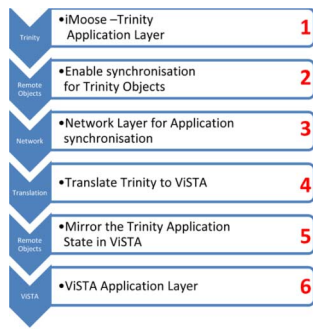 •iMoose –Trinity
Application Layer
1
Trinity
•Enable synchronisation
for Trinity Objects
2
Remote
Objects
•Network Layer for Application
synchronisation
3
Network
•Translate Trinity to ViSTA
4
Translation
•Mirror the Trinity Application
State in ViSTA
5
Remote
Objects
•ViSTA Application Layer
6
ViSTA